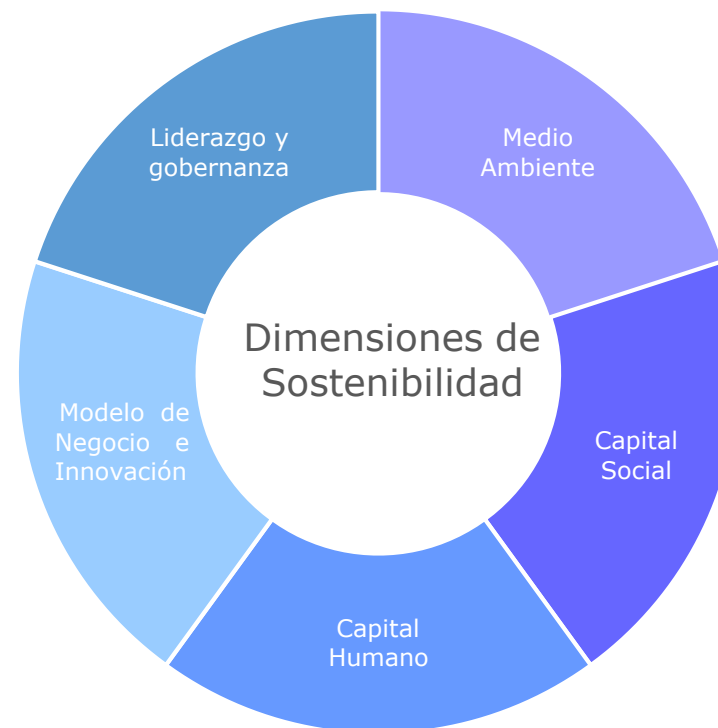 Dimensiones de
Sostenibilidad
Medio
Ambiente
Capital
Social
Capital
Humano
Modelo de
Negocio e
Innovación
Liderazgo y
gobernanza